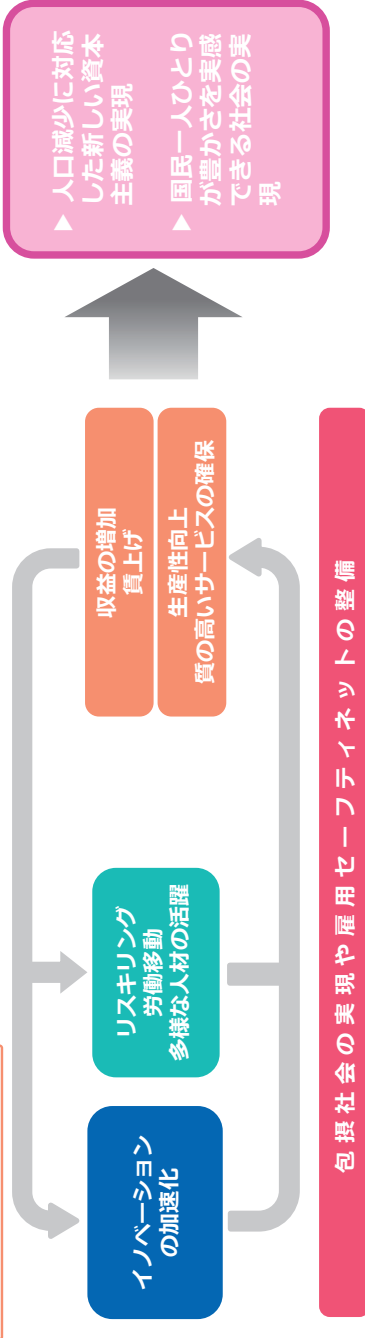 イノベーション
の加速化
リスキリング
労働移動
多様な人材の活躍
収益の増加
賃上げ
生産性向上
質の高いサービスの確保
▶ 人口減少に対応
した新しい資本
主義の実現
▶ 国民一人ひとり
が豊かさを実感
できる社会の実
現
包摂社会の実現や雇用セーフティネットの整備